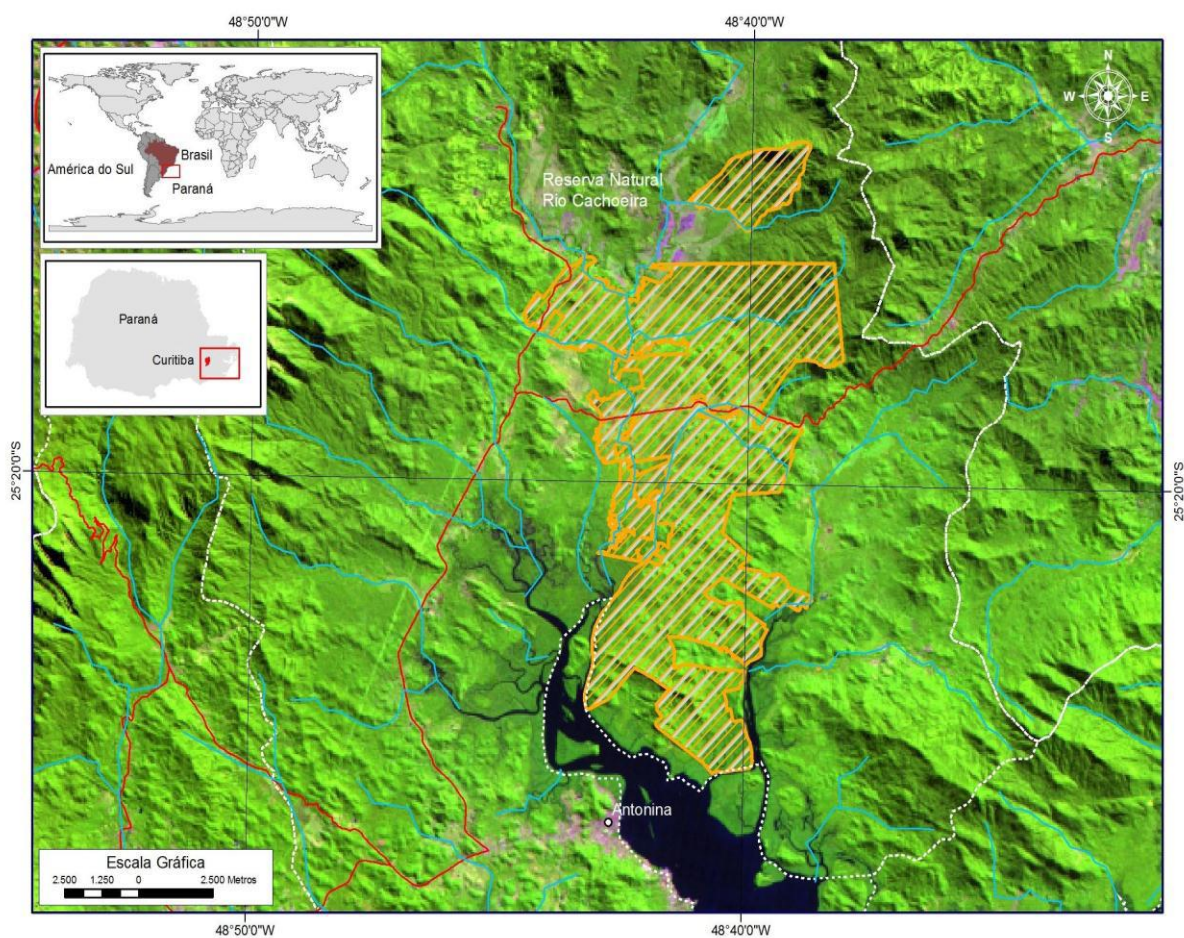 48°50'0"W
48°40'0"W
N
W
E
S
América do Sul
Brasil
Paraná
Reserva Natural
Rio Cachoeira
Paraná
Curitiba
25°20'0"S
25°20'0"S
Antonina
Escala Gráfica
2.500 1.250 0 2.500 Metros
48°50'0"W
48°40'0"W